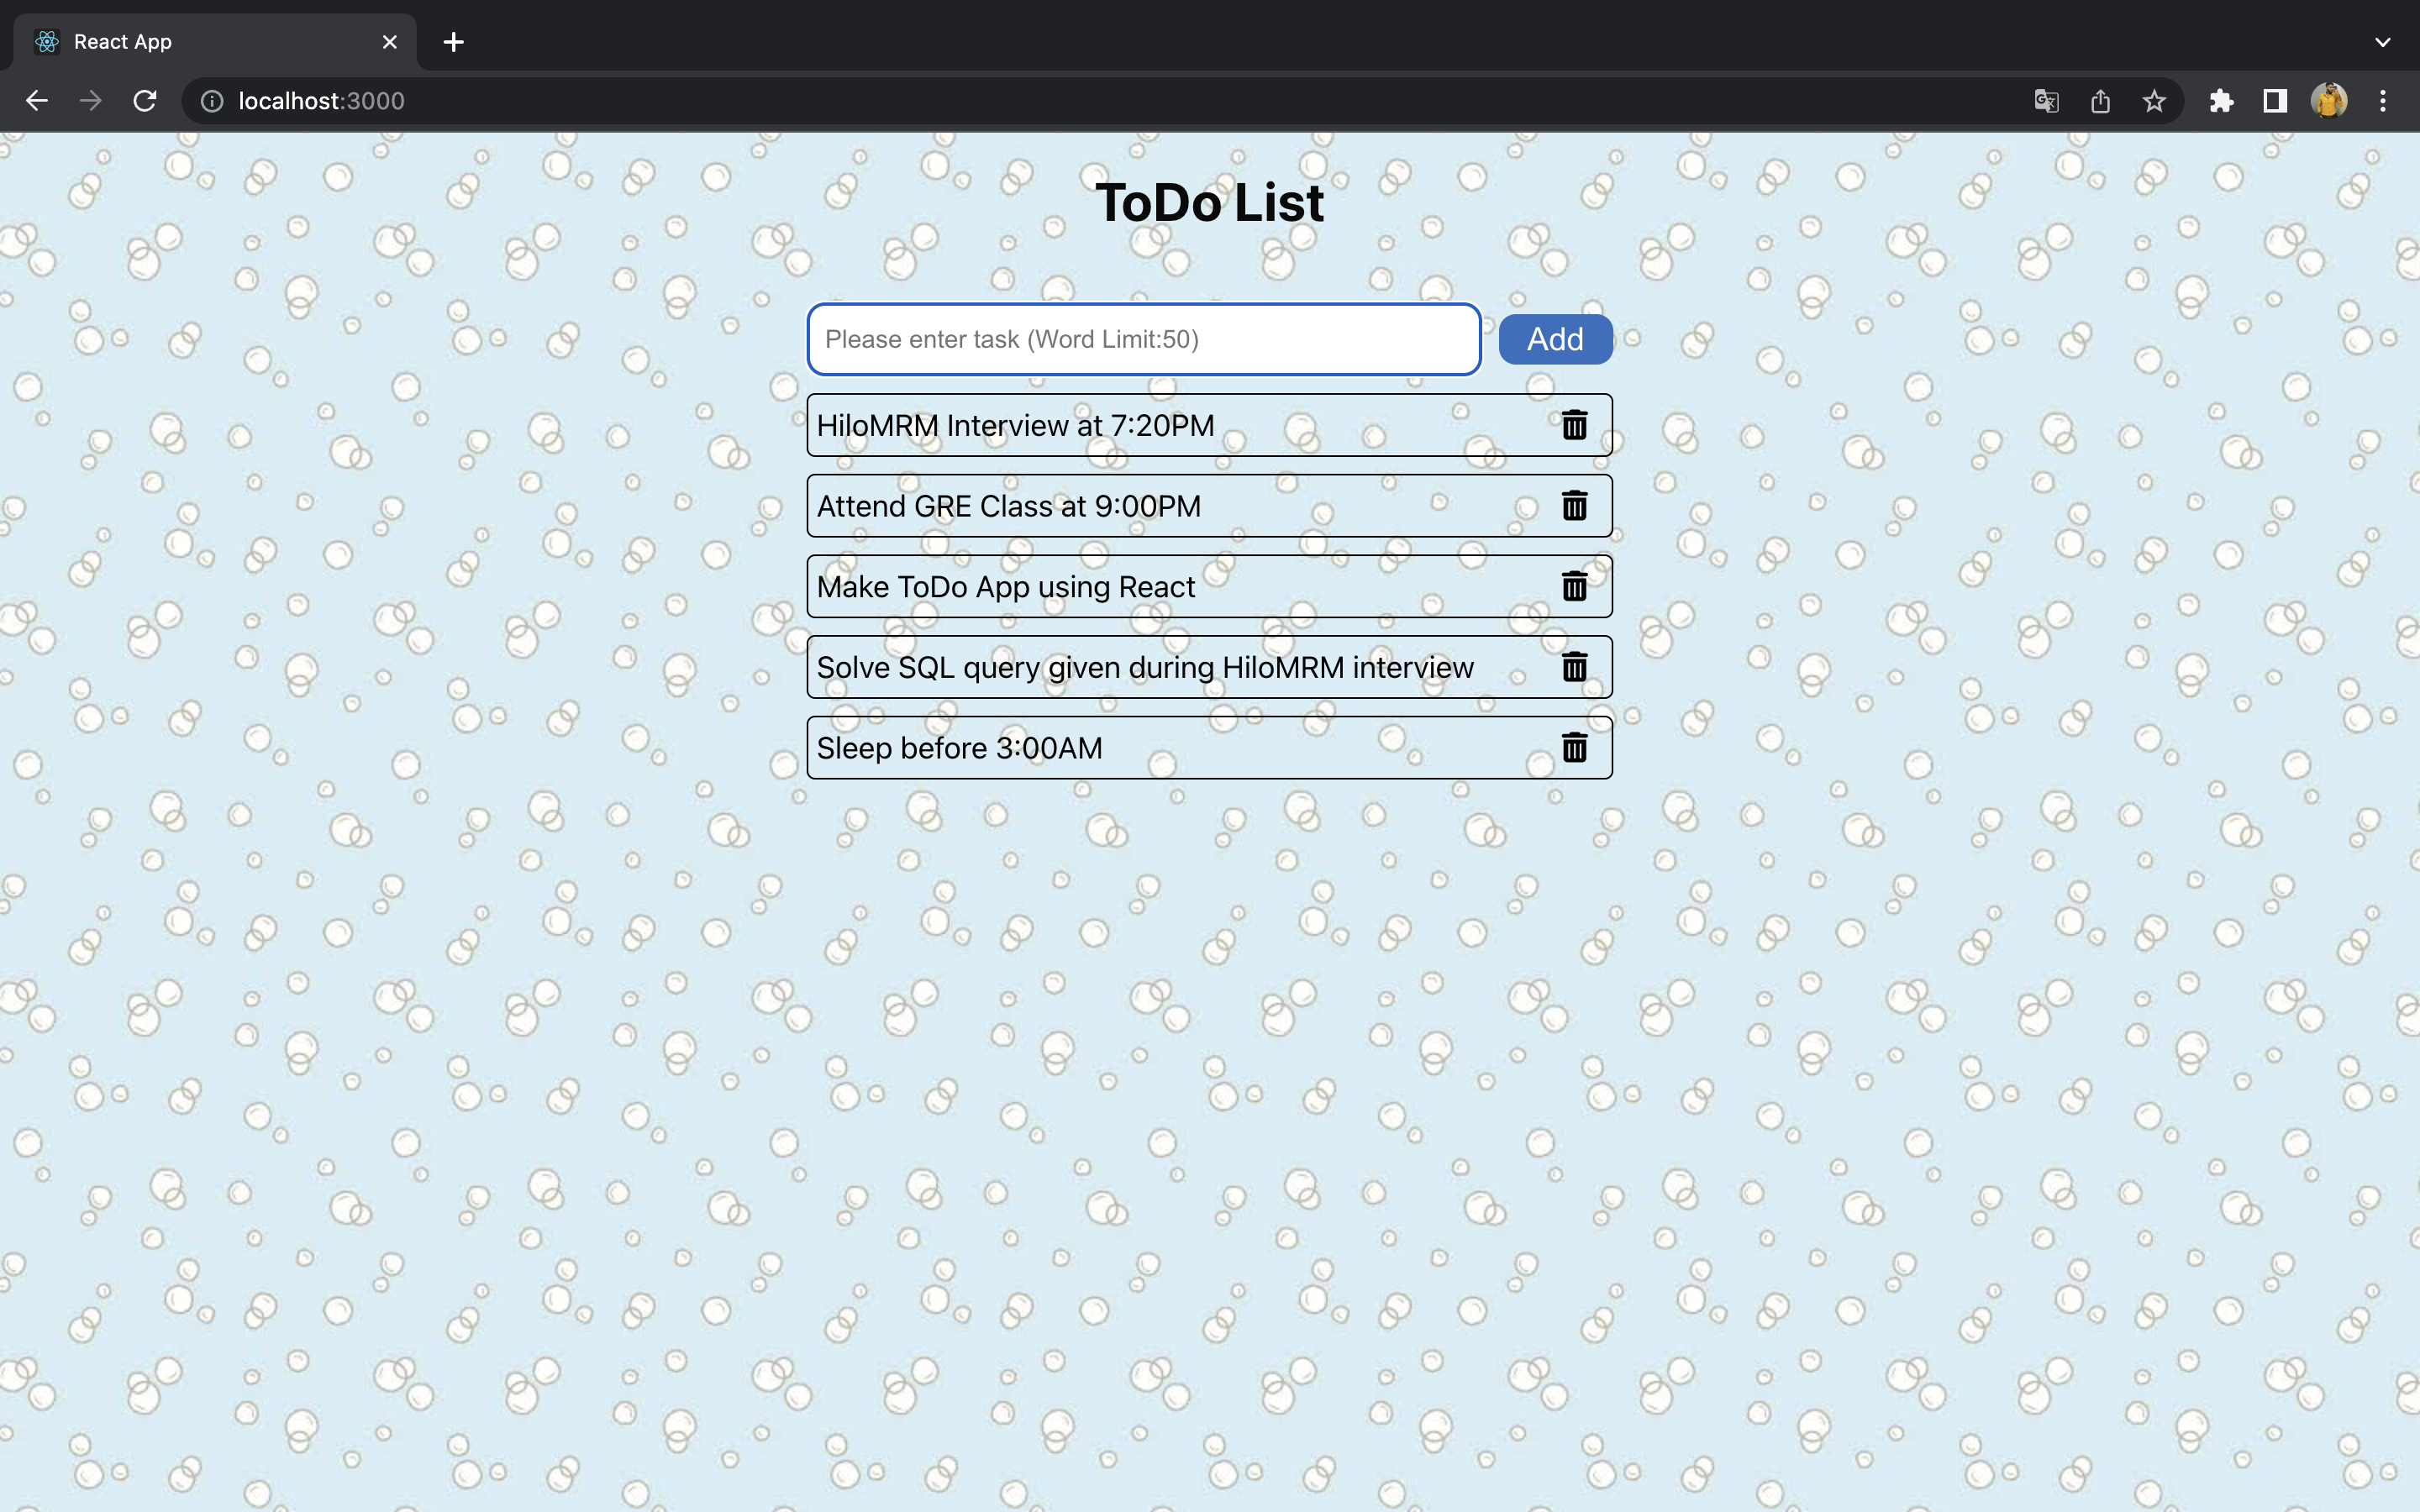 React App
localhost:3000
ToDo List
Please enter task (Word Limit:50)
Add
HiloMRM Interview at 7:20PM
Attend GRE Class at 9:00PM
Make ToDo App using React
Solve SQL query given during HiloMRM interview
Sleep before 3:00AM